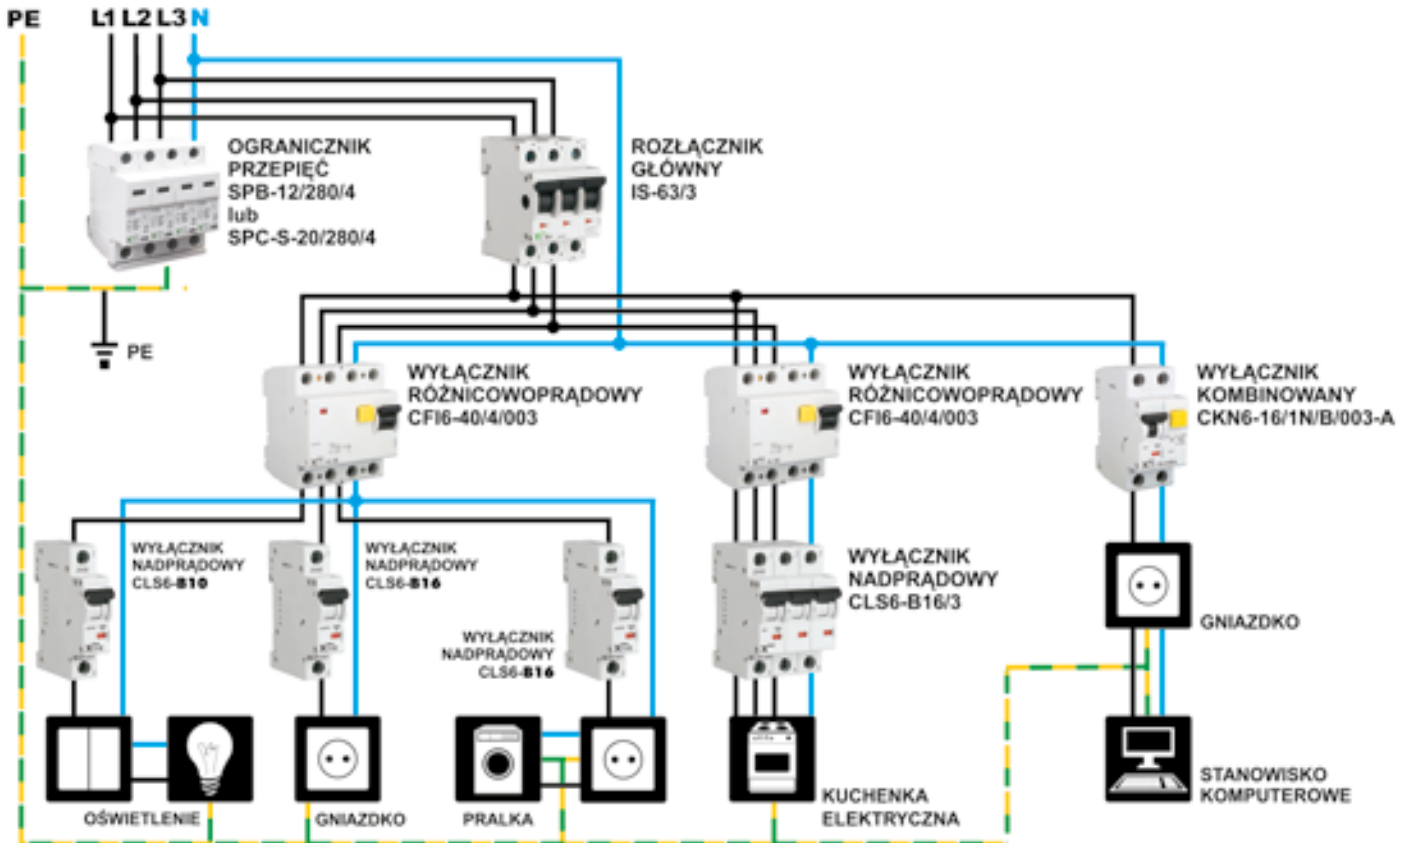 PE L1 L2 L3 N
OGRANICZNIK
PRZEPIĘĆ
SPB-12/280/4
lub
SPC-S-20/280/4
ROZŁĄCZNIK
GŁÓWNY
IS-63/3
PE
WYŁĄCZNIK
RÓŻNICOWOPRĄDOWY
CFI6-40/4/003
WYŁĄCZNIK
RÓŻNICOWOPRĄDOWY
CFI6-40/4/003
WYŁĄCZNIK
KOMBINOWANY
CKN6-16/1N/B/003-A
WYŁĄCZNIK
NADPRĄDOWY
CLS6-B10
WYŁĄCZNIK
NADPRĄDOWY
CLS6-B16
WYŁĄCZNIK
NADPRĄDOWY
CLS6-B16
WYŁĄCZNIK
NADPRĄDOWY
CLS6-B16/3
GNIAZDKO
OŚWIETLENIE
GNIAZDKO
PRALKA
KUCHENKA
ELEKTRYCZNA
STANOWISKO
KOMPUTEROWE